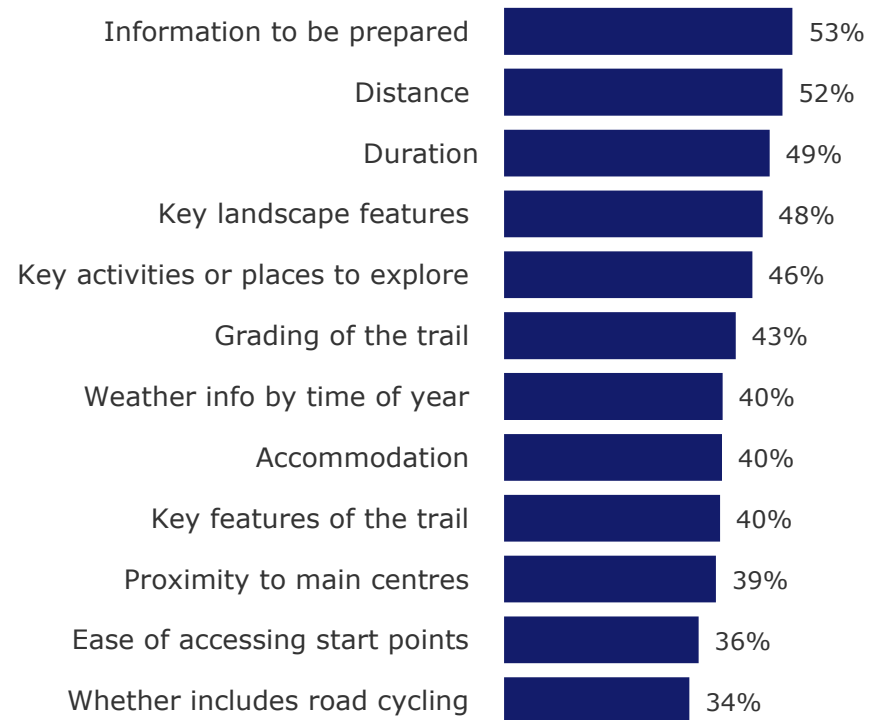 Information to be prepared 53%
Distance 52%
Duration 49%
Key landscape features 48%
Key activities or places to explore 46%
Grading of the trail 43%
Weather info by time of year 40%
Accommodation 40%
Key features of the trail 40%
Proximity to main centres 39%
Ease of accessing start points 36%
Whether includes road cycling 34%